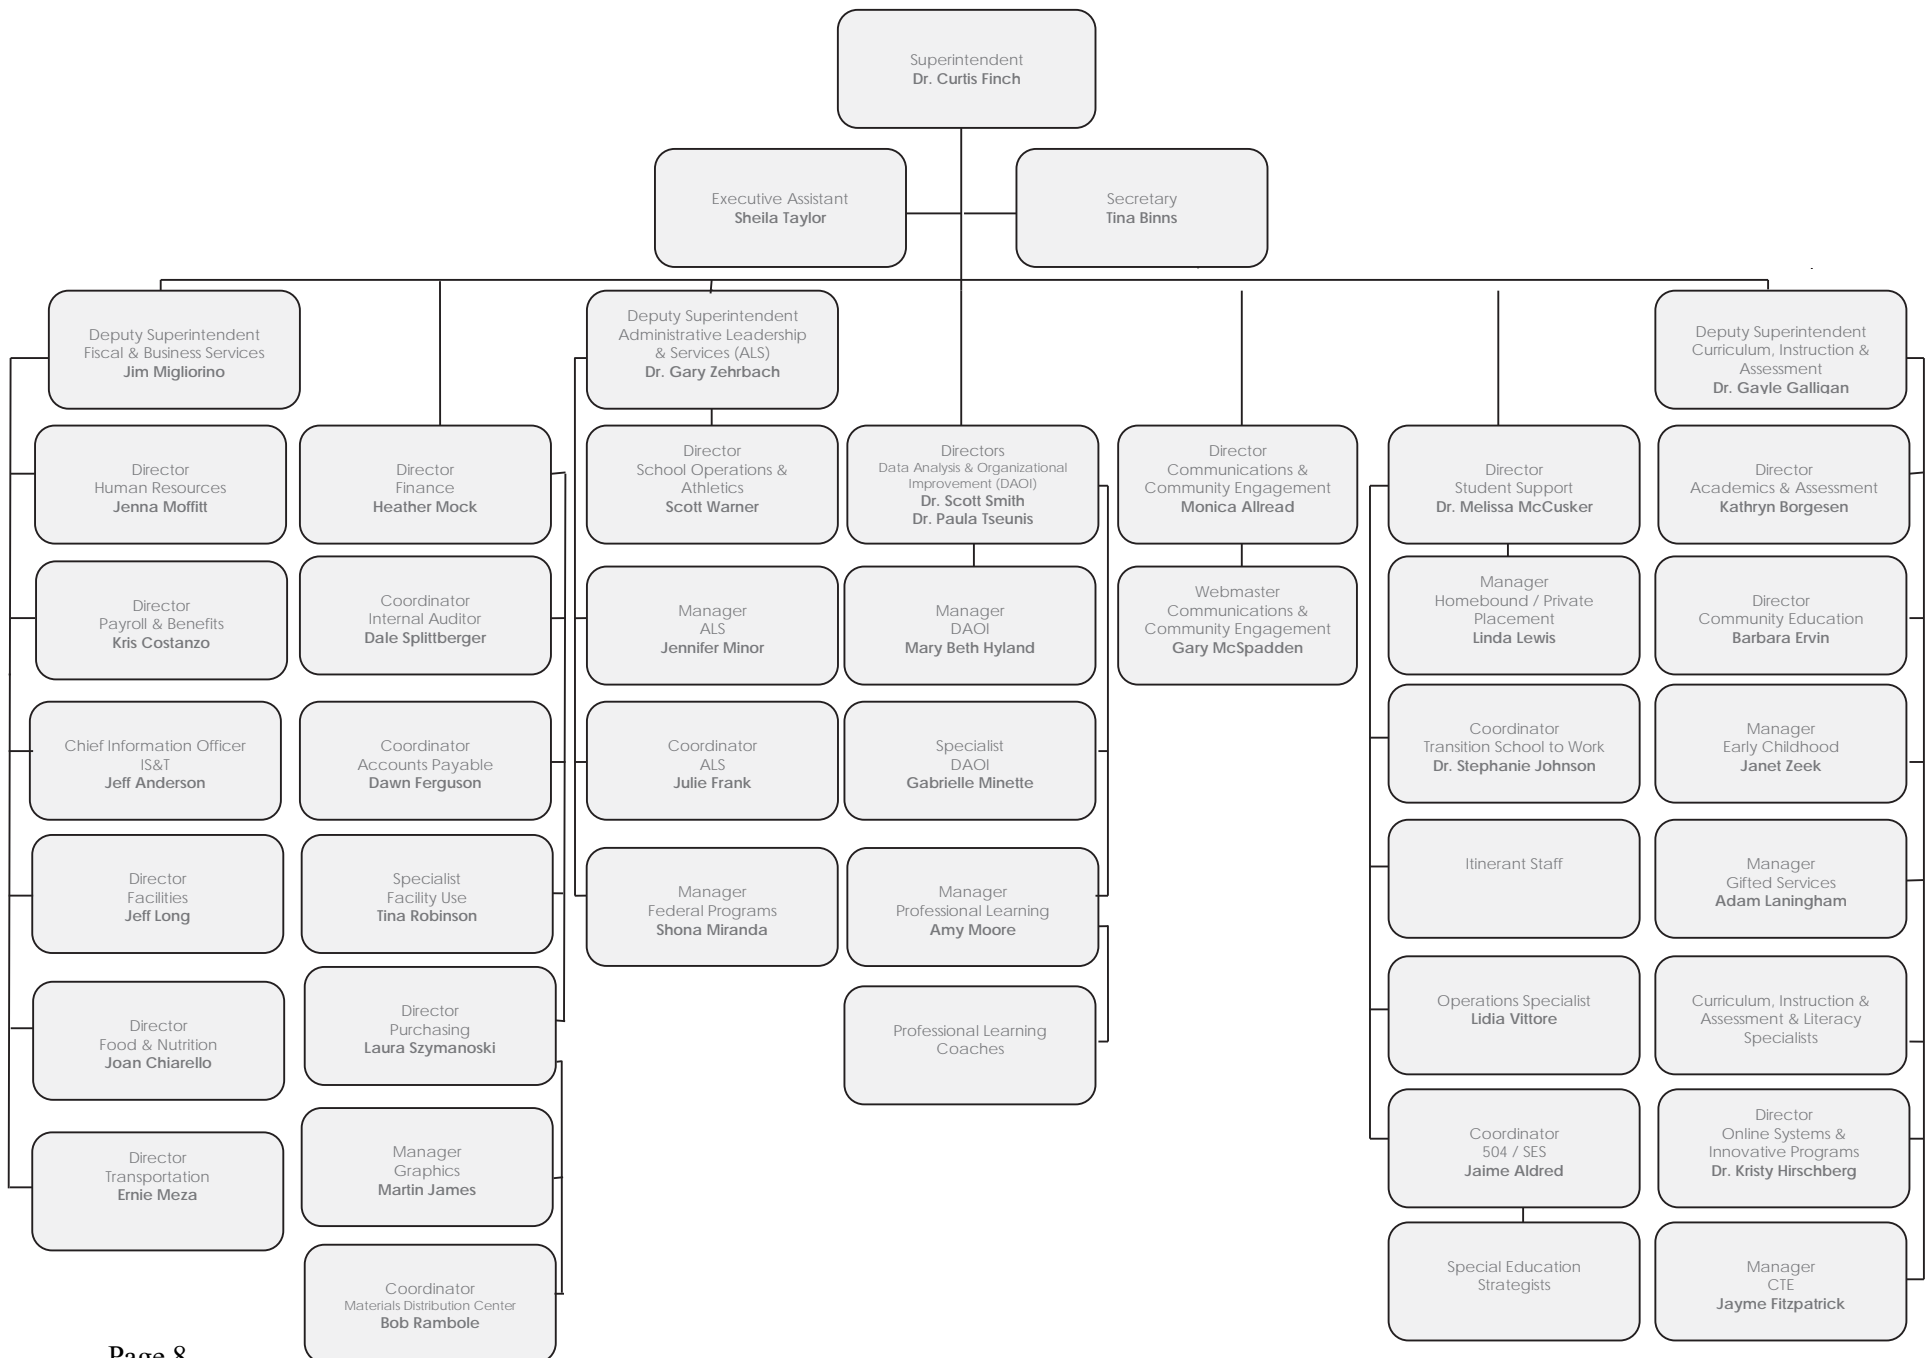 Superintendent
Dr. Curtis Finch
Executive Assistant
Sheila Taylor
Secretary
Tina Binns
Deputy Superintendent
Fiscal & Business Services
Jim Migliorino
Deputy Superintendent
Administrative Leadership
& Services (ALS)
Dr. Gary Zehrbach
Deputy Superintendent
Curriculum, Instruction &
Assessment
Dr. Gayle Galligan
Director
Human Resources
Jenna Moffitt
Director
Finance
Heather Mock
Director
School Operations &
Athletics
Scott Warner
Directors
Data Analysis & Organizational
Improvement (DAOI)
Dr. Scott Smith
Dr. Paula Tseunis
Director
Communications &
Community Engagement
Monica Allread
Director
Student Support
Dr. Melissa McCusker
Director
Academics & Assessment
Kathryn Borgesen
Director
Payroll & Benefits
Kris Costanzo
Coordinator
Internal Auditor
Dale Splittberger
Manager
ALS
Jennifer Minor
Manager
DAOI
Mary Beth Hyland
Webmaster
Communications &
Community Engagement
Gary McSpadden
Manager
Homebound / Private
Placement
Linda Lewis
Director
Community Education
Barbara Ervin
Chief Information Officer
IS&T
Jeff Anderson
Coordinator
Accounts Payable
Dawn Ferguson
Coordinator
ALS
Julie Frank
Specialist
DAOI
Gabrielle Minette
Coordinator
Transition School to Work
Dr. Stephanie Johnson
Manager
Early Childhood
Janet Zeek
Director
Facilities
Jeff Long
Specialist
Facility Use
Tina Robinson
Manager
Federal Programs
Shona Miranda
Manager
Professional Learning
Amy Moore
Itinerant Staff
Manager
Gifted Services
Adam Laningham
Director
Food & Nutrition
Joan Chiarello
Director
Purchasing
Laura Szymanoski
Professional Learning
Coaches
Operations Specialist
Lidia Vittore
Curriculum, Instruction &
Assessment & Literacy
Specialists
Director
Transportation
Ernie Meza
Manager
Graphics
Martin James
Coordinator
504 / SES
Jaime Aldred
Director
Online Systems &
Innovative Programs
Dr. Kristy Hirschberg
Coordinator
Materials Distribution Center
Bob Rambole
Special Education
Strategists
Manager
CTE
Jayme Fitzpatrick
Page 8